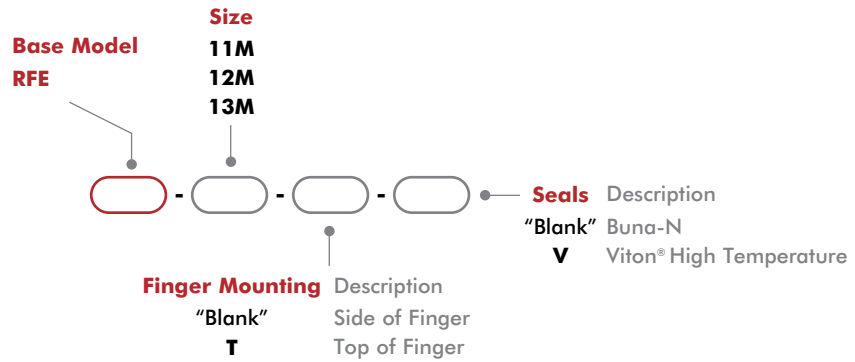 Size
Base Model
RFE
11M
12M
13M
- - -
Seals Description
"Blank" Buna-N
V Viton® High Temperature
Finger Mounting Description
"Blank" Side of Finger
T Top of Finger